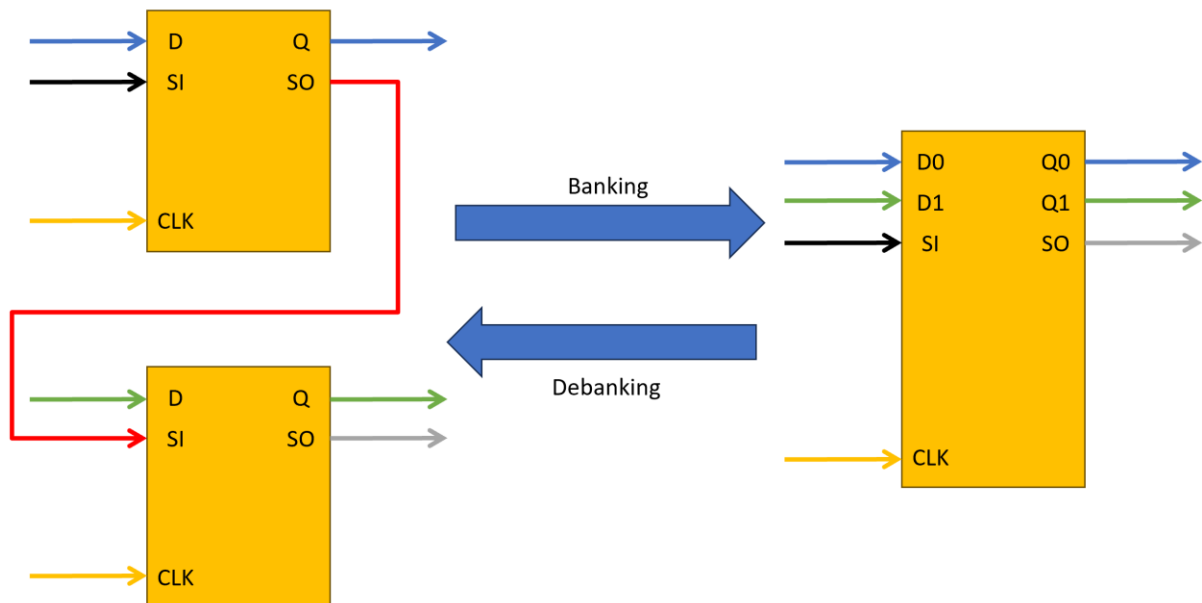 D Q
SI SO
CLK
Banking
D0 Q0
D1 Q1
SI SO
CLK
Debanking
D Q
SI SO
CLK